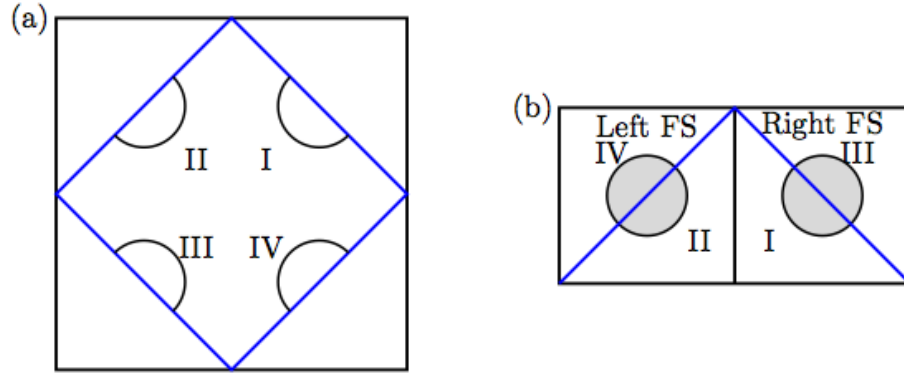 (a)
II
I
III
IV
(b)
Left FS
Right FS
IV
III
II
I